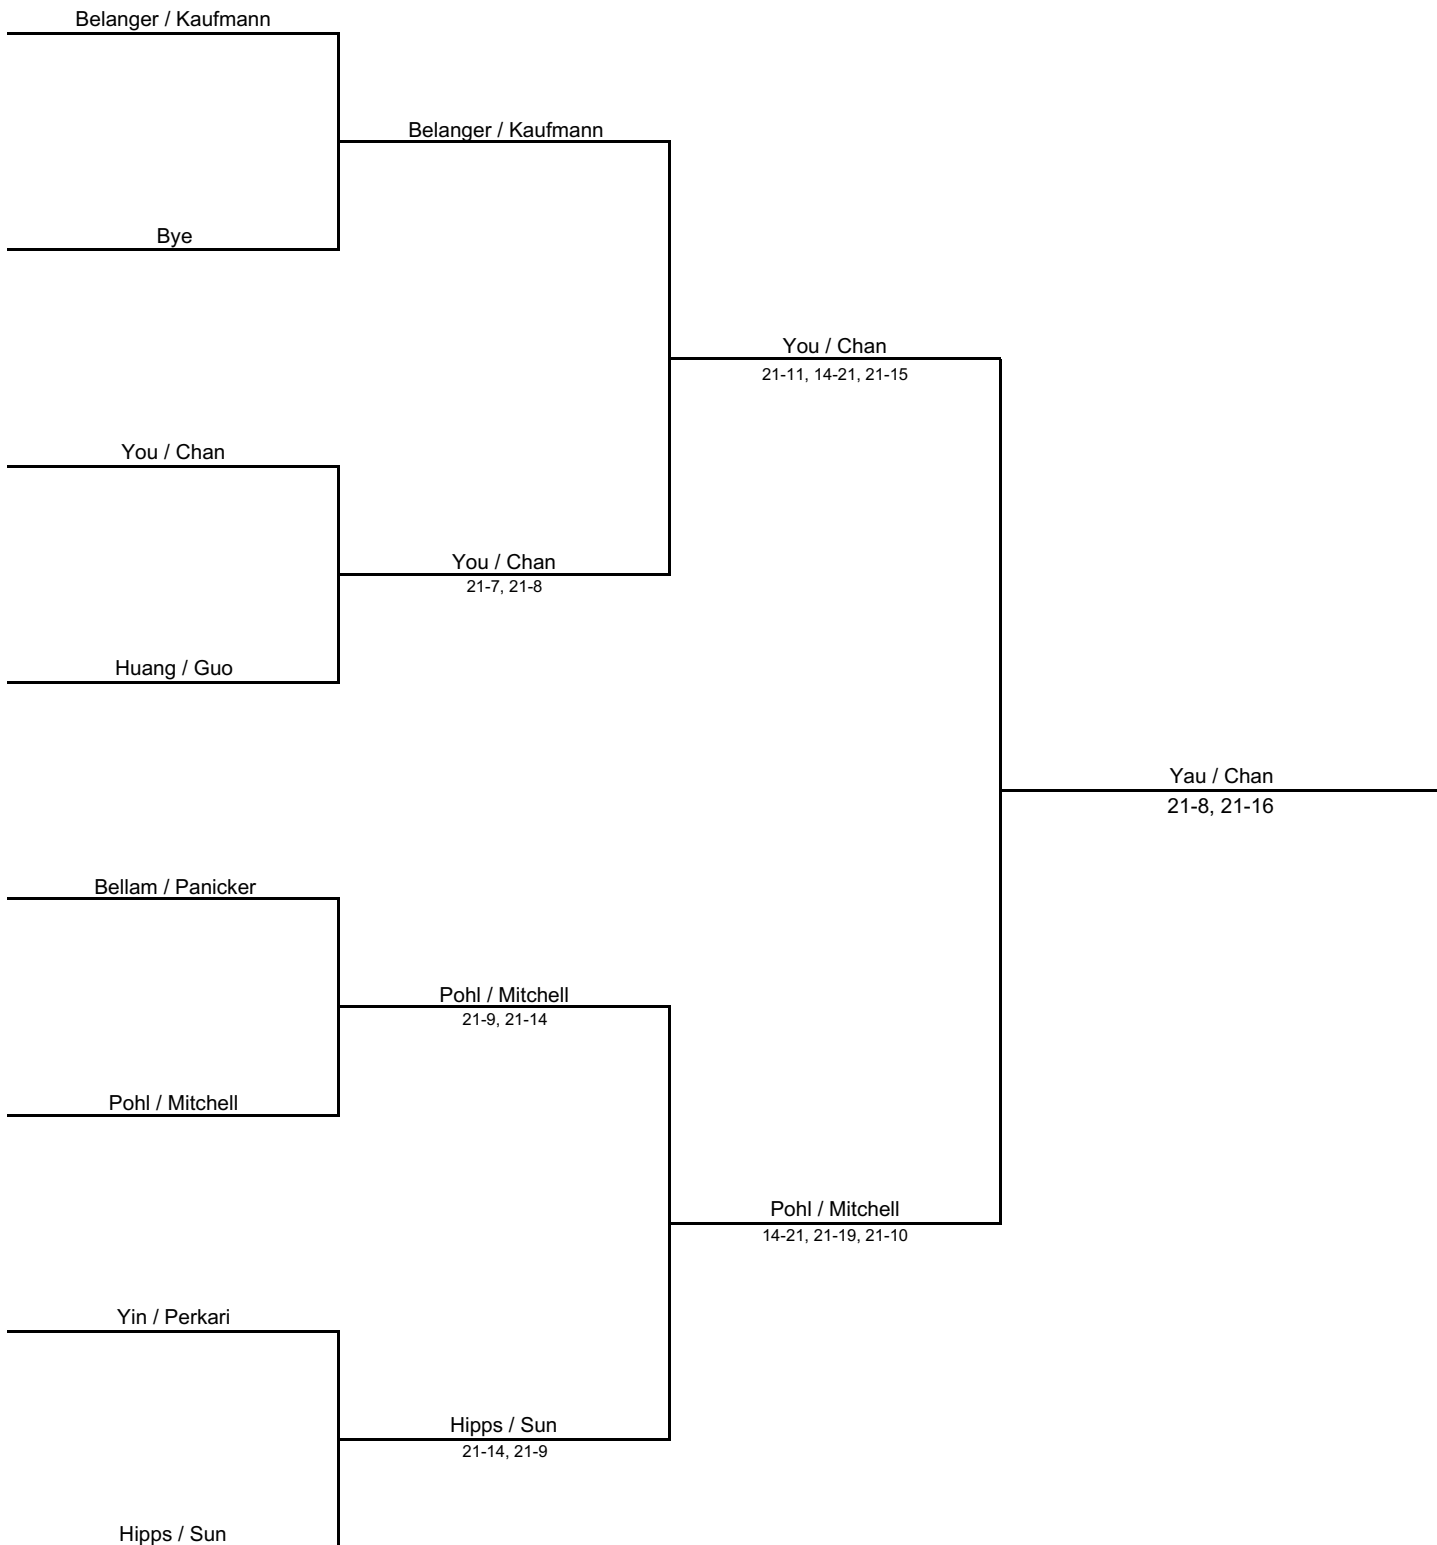 Belanger / Kaufmann
Belanger / Kaufmann
Bye
You / Chan
21-11, 14-21, 21-15
You / Chan
You / Chan
21-7, 21-8
Huang / Guo
Yau / Chan
21-8, 21-16
Bellam / Panicker
Pohl / Mitchell
21-9, 21-14
Pohl / Mitchell
Pohl / Mitchell
14-21, 21-19, 21-10
Yin / Perkari
Hipps / Sun
21-14, 21-9
Hipps / Sun